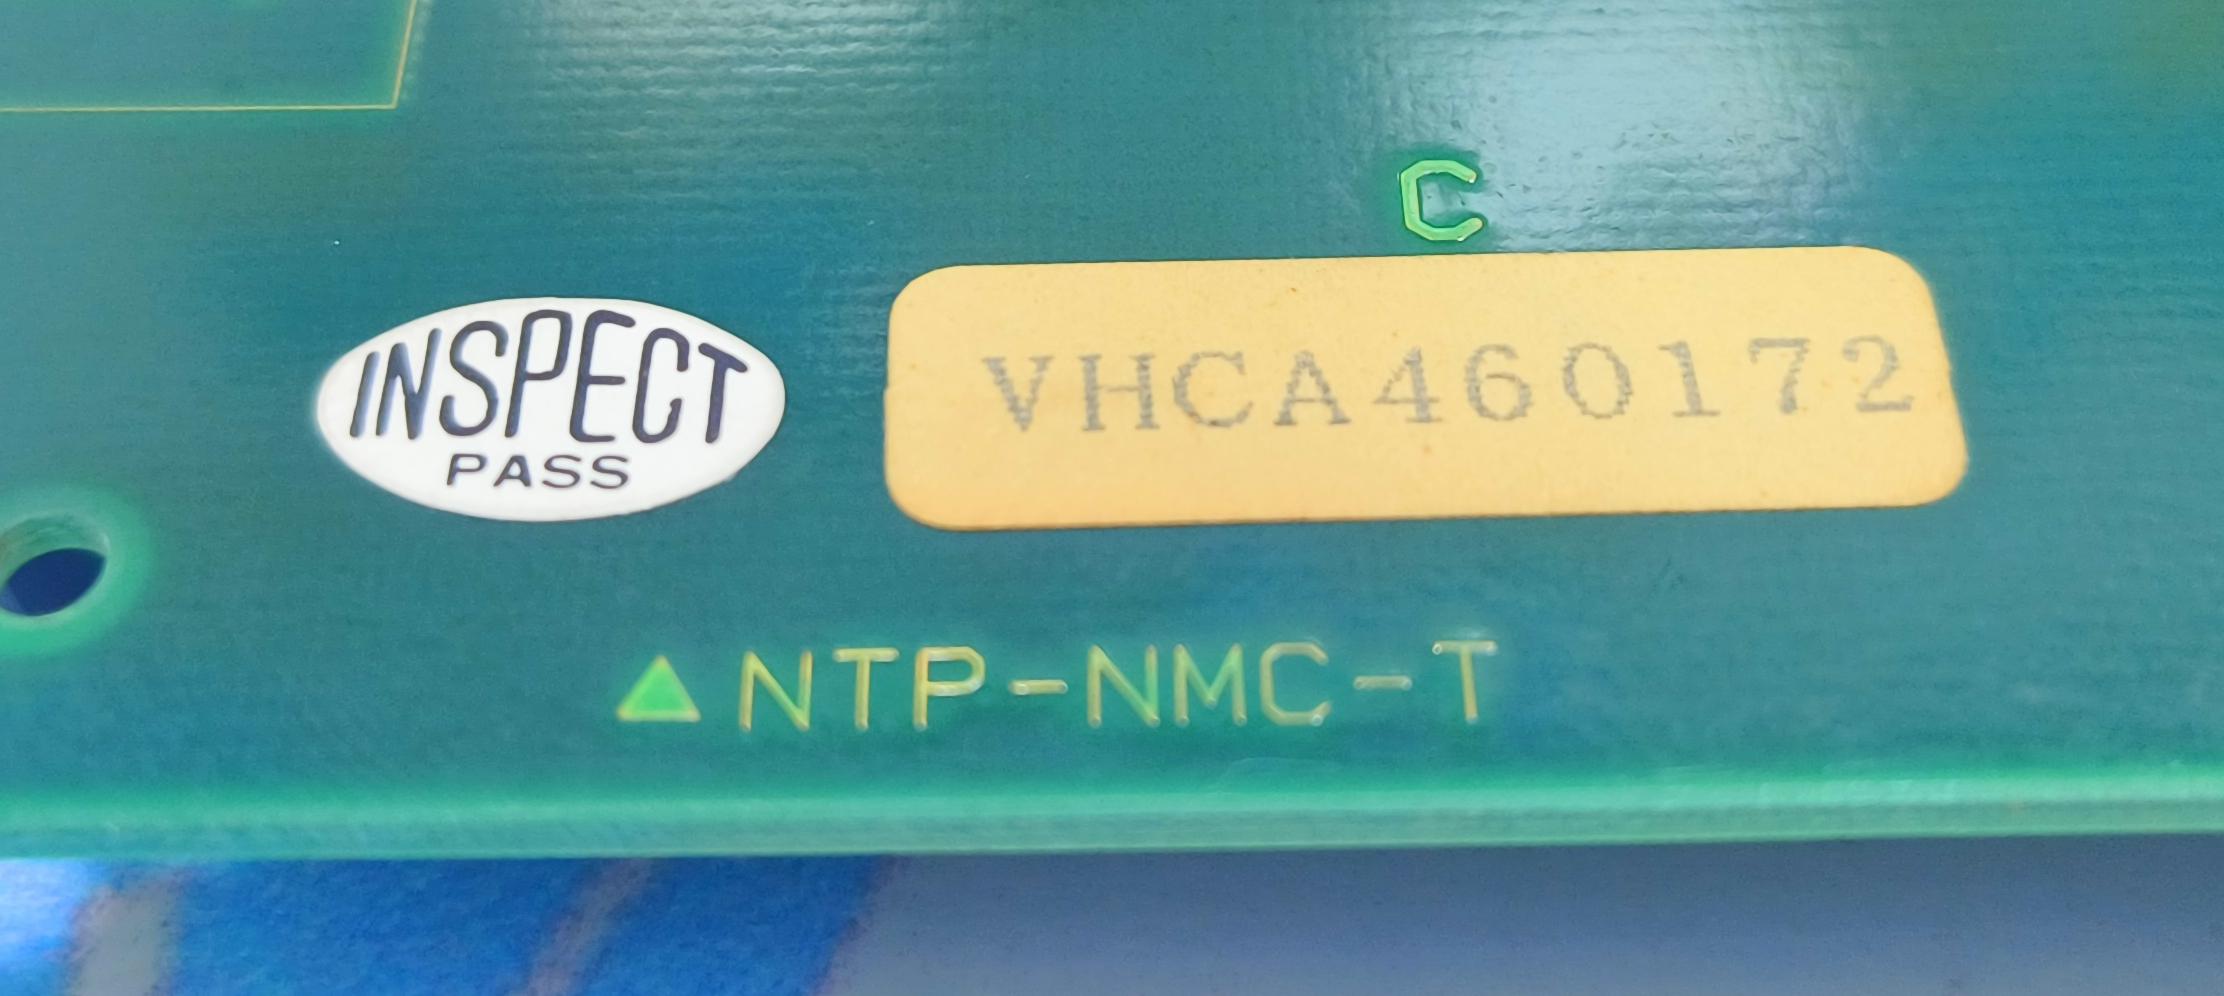 C
INSPECT
PASS
VHCA460172
▲NTP-NMC-T